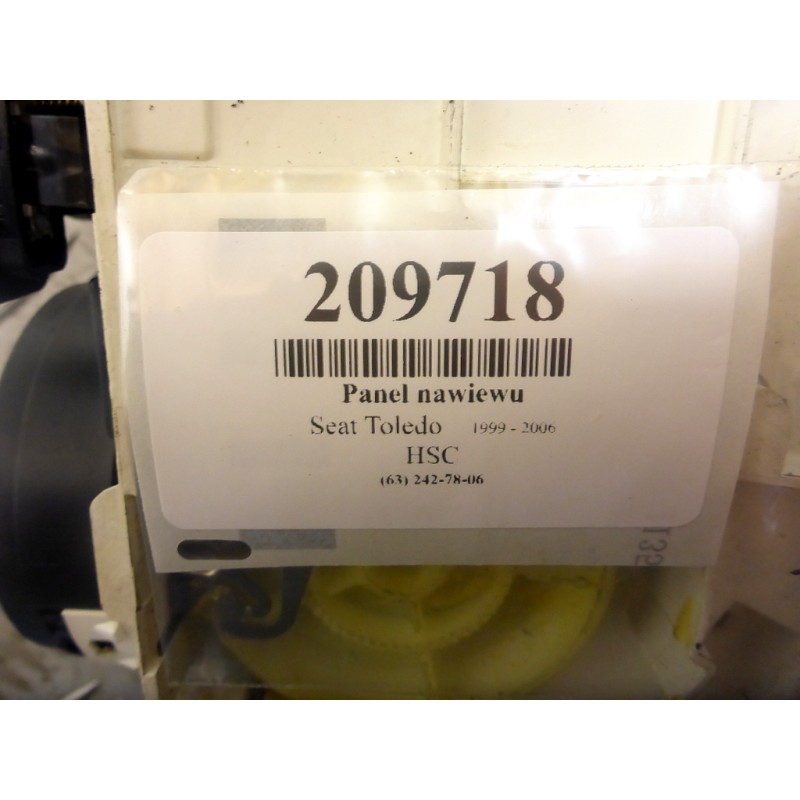 209718
Panel nawiewu
Seat Toledo 1999 - 2006
HSC
(63) 242-78-06